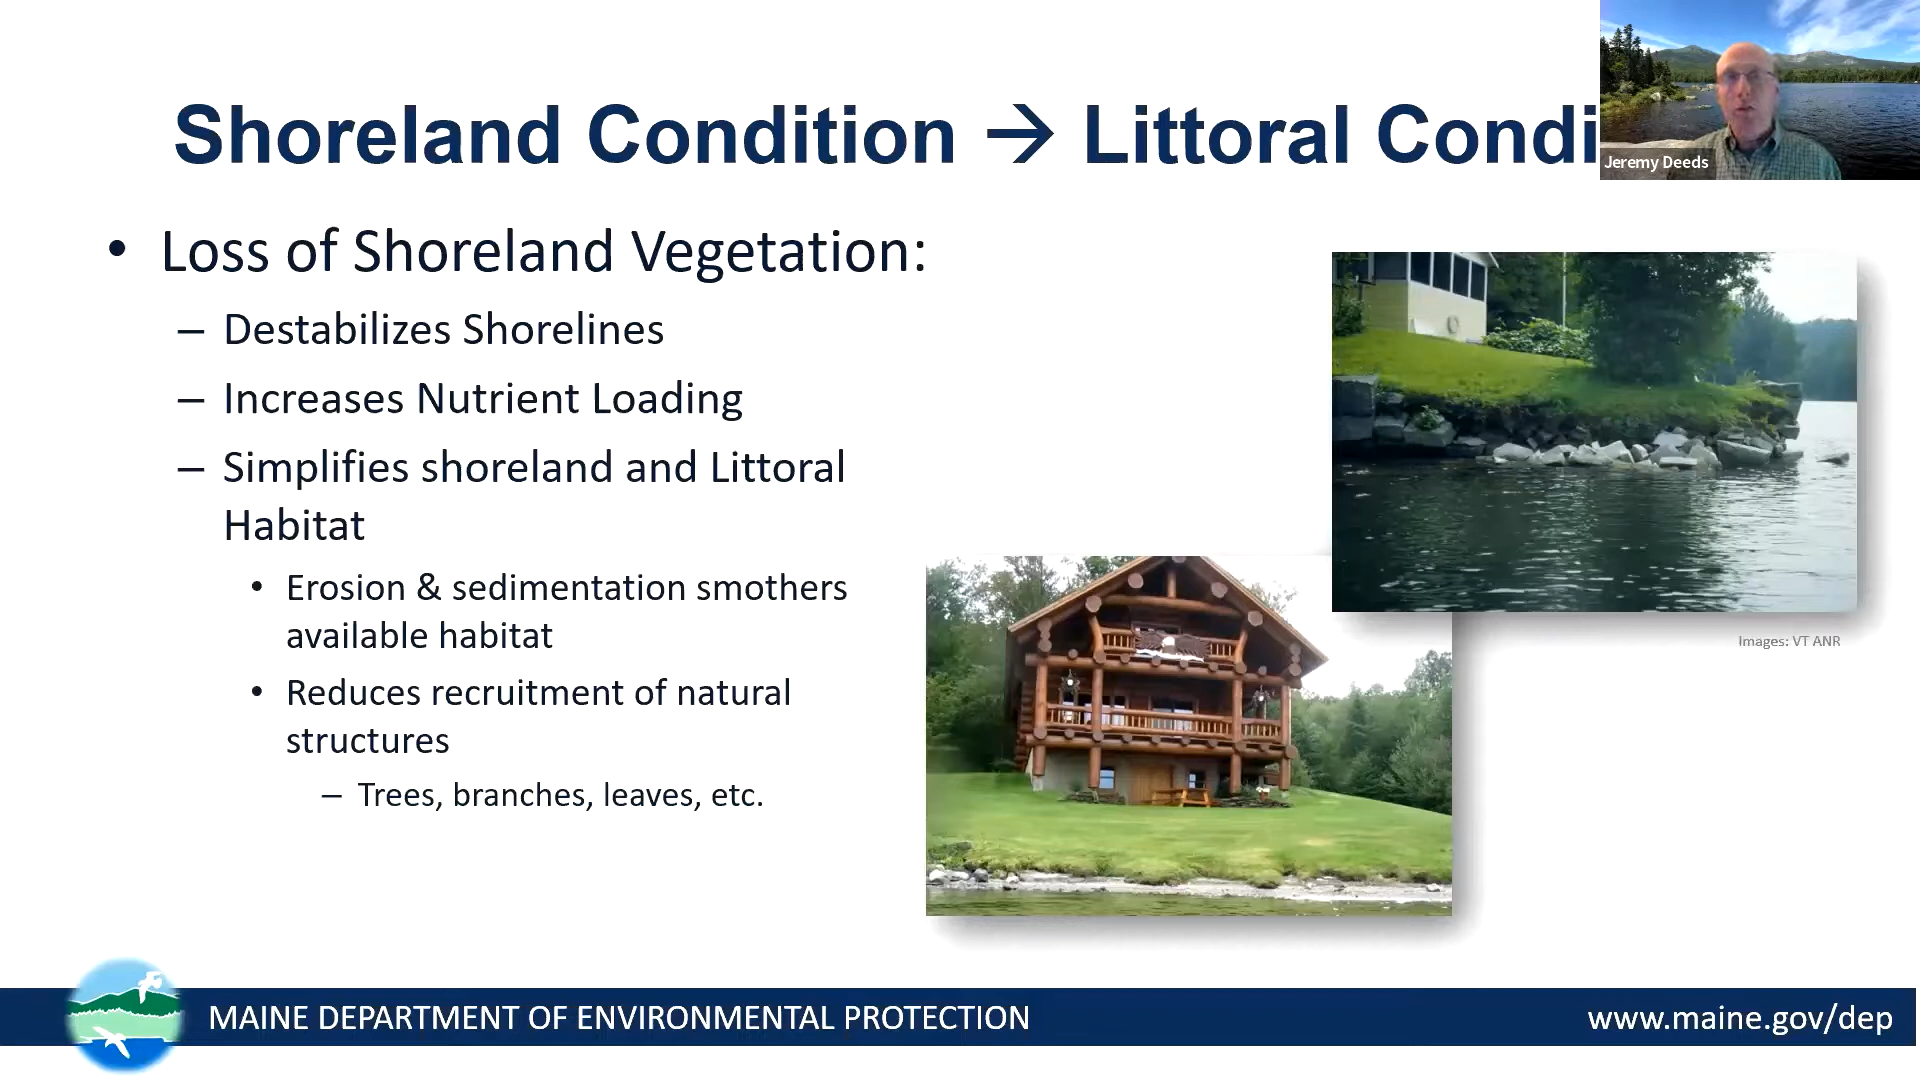 Shoreland Condition → Littoral Condi
Jeremy Deeds
• Loss of Shoreland Vegetation:
– Destabilizes Shorelines
– Increases Nutrient Loading
– Simplifies shoreland and Littoral
Habitat
• Erosion & sedimentation smothers
available habitat
• Reduces recruitment of natural
structures
– Trees, branches, leaves, etc.
Images: VT ANR
MAINE DEPARTMENT OF ENVIRONMENTAL PROTECTION
www.maine.gov/dep